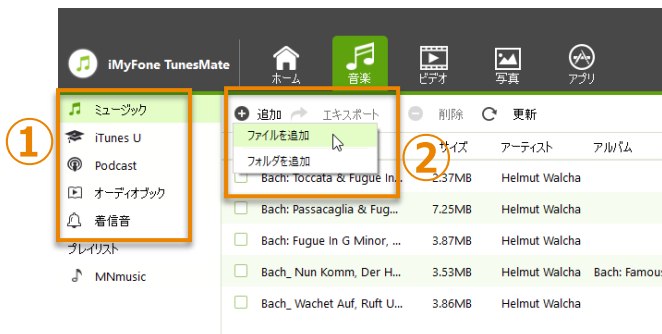 iMyFone TunesMate
ホーム 音楽 ビデオ 写真 アプリ
ミュージック 追加 エキスポート 削除 更新
① iTunes U ファイルを追加 ② サイズ アーティスト アルバム
Podcast フォルダを追加
Bach: Toccata & Fugue In... 2.37MB Helmut Walcha
オーディオブック Bach: Passacaglia & Fug... 7.25MB Helmut Walcha
着信音 Bach: Fugue In G Minor, ... 3.87MB Helmut Walcha
プレイリスト
MNmusic Bach_ Nun Komm, Der H... 3.53MB Helmut Walcha Bach: Famous
Bach_ Wachet Auf, Ruft U... 3.86MB Helmut Walcha